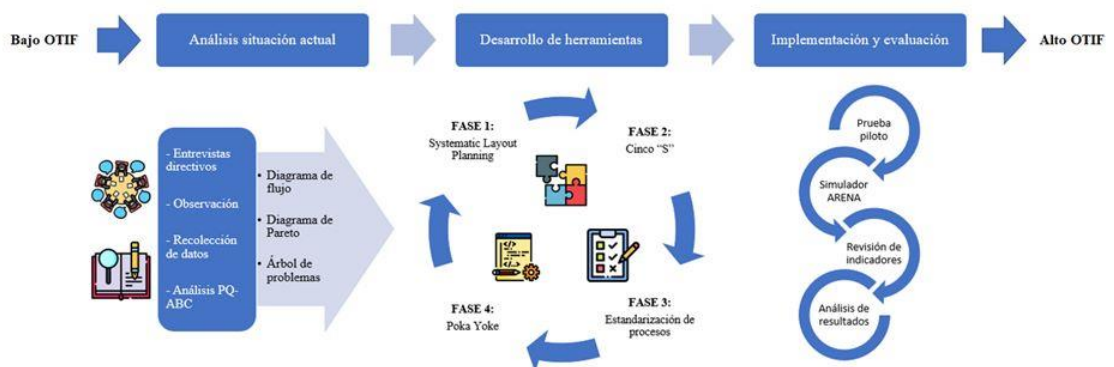 Bajo OTIF
Análisis situación actual
Desarrollo de herramientas
Implementación y evaluación
Alto OTIF
- Entrevistas
directivos
- Observación
- Recolección
de datos
- Análisis PQ-
ABC
• Diagrama de
flujo
• Diagrama de
Pareto
• Árbol de
problemas
FASE 1:
Systematic Layout
Planning
FASE 2:
Cinco “S”
FASE 3:
Estandarización de
procesos
FASE 4:
Poka Yoke
Prueba
piloto
Simulador
ARENA
Revisión de
indicadores
Análisis de
resultados